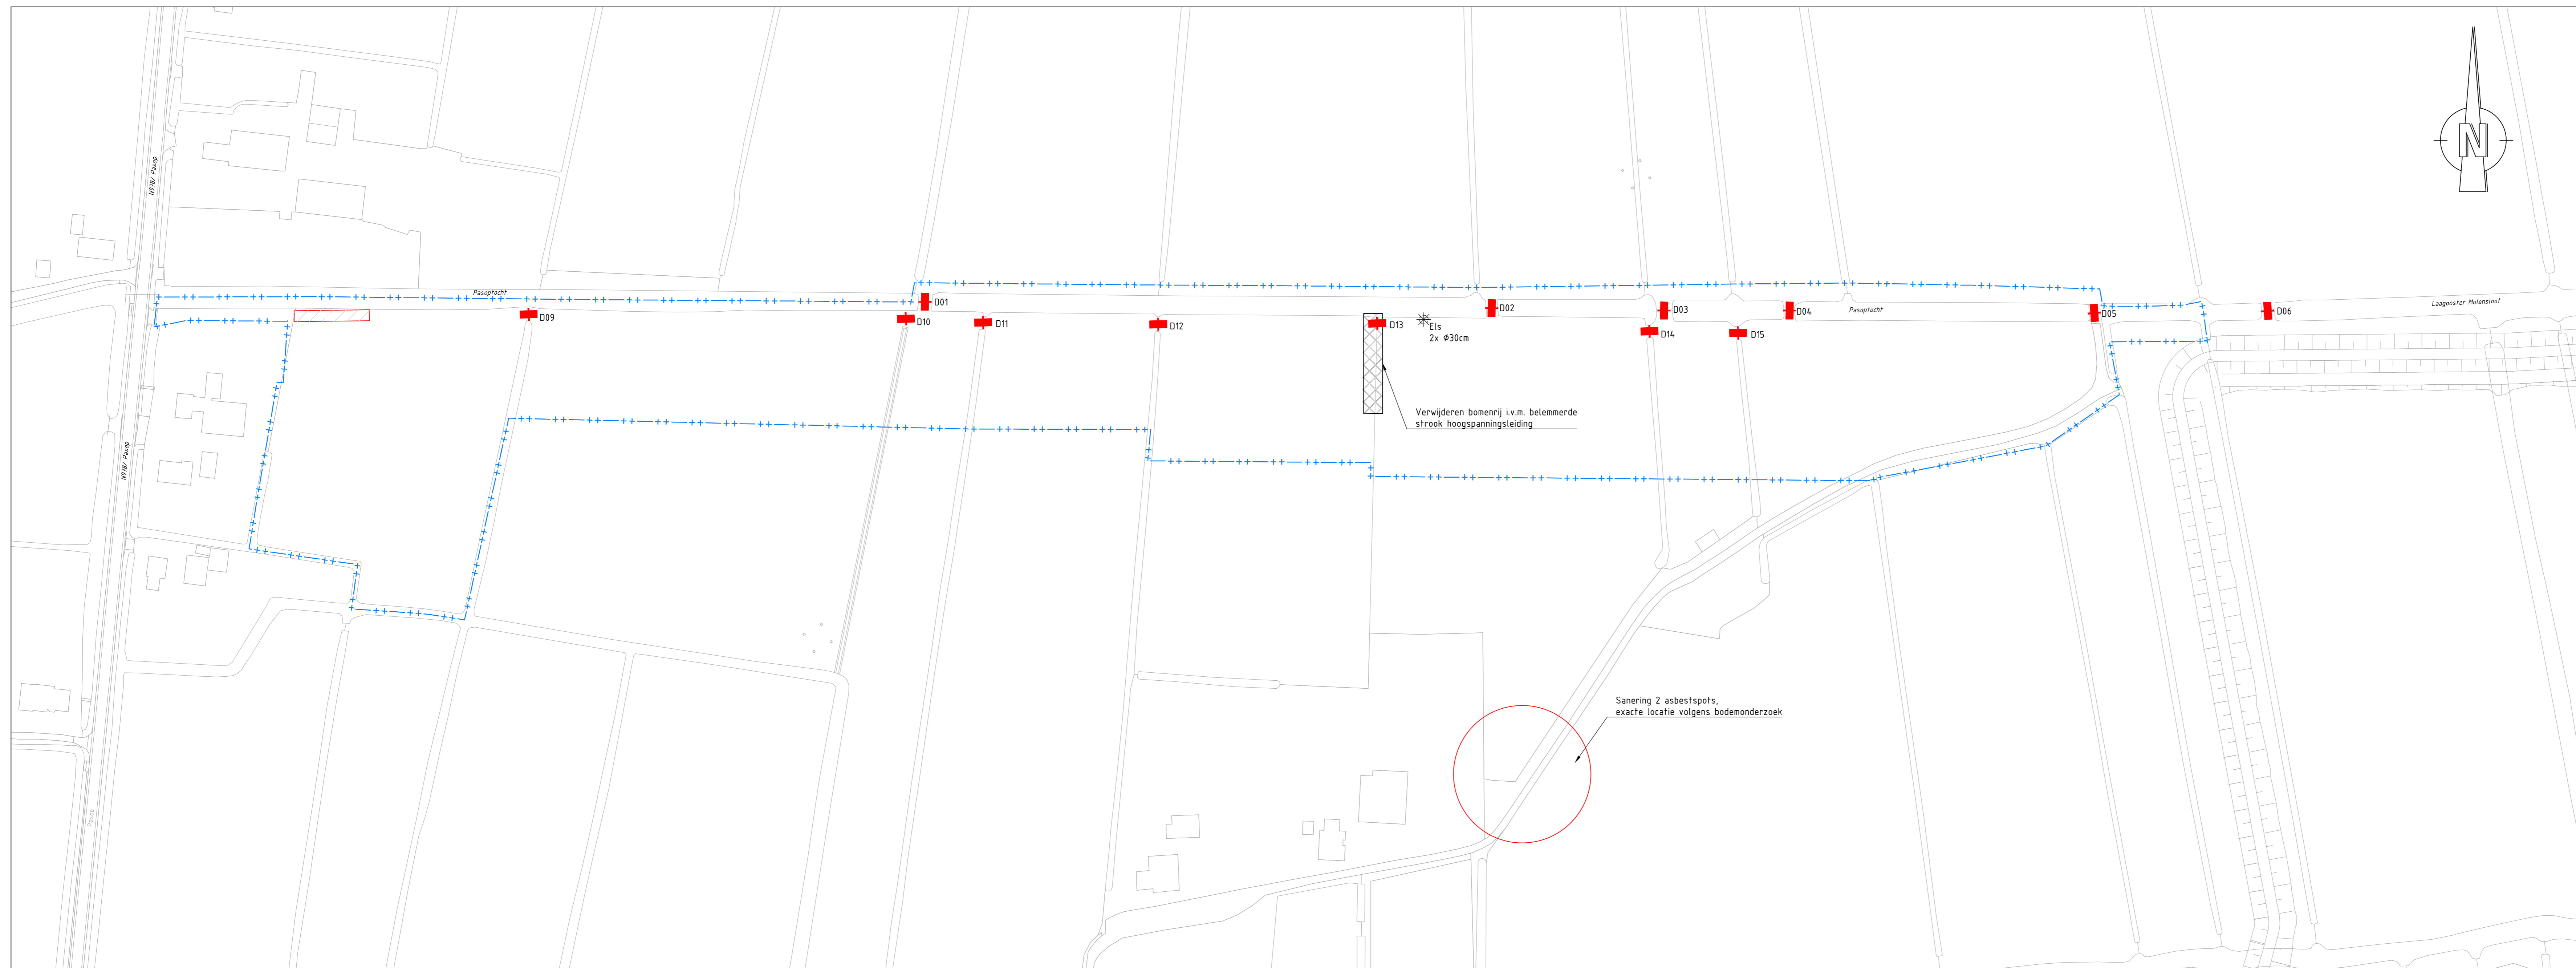 N
N978/ Pasop
Pasoptocht
D01
D02
D03
D04
Pasoptocht
D05
D06
Laagooster Molensloot
D09
D10
D11
D12
D13
Els
2x Ø30cm
D14
D15
Verwijderen bomenrij i.v.m. belemmerde
strook hoogspanningsleiding
N978/ Pasop
Sanering 2 asbestspots,
exacte locatie volgens bodemonderzoek
Pasop